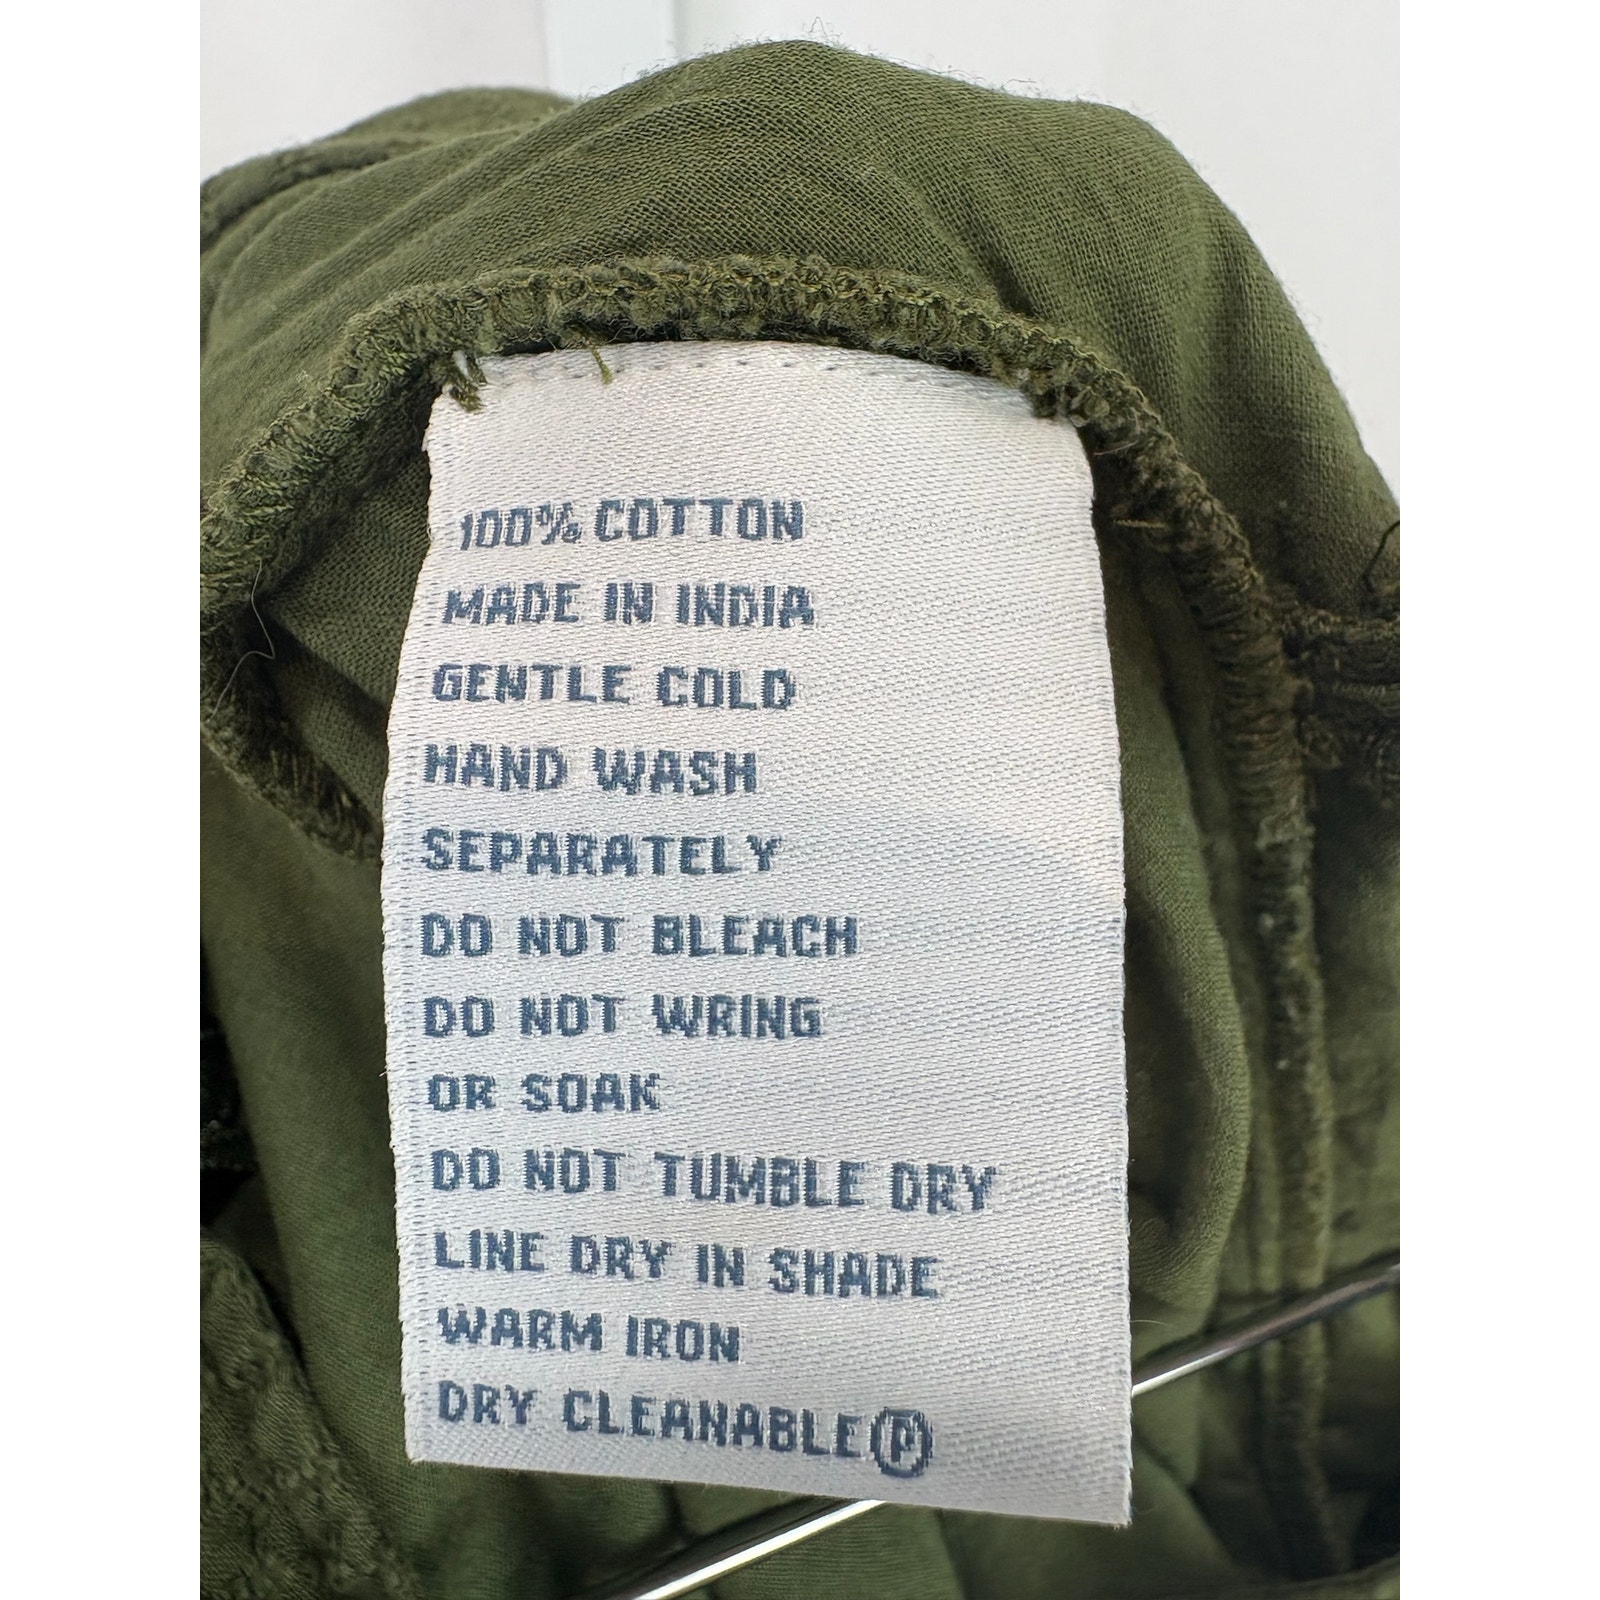 100% COTTON
MADE IN INDIA
GENTLE COLD
HAND WASH
SEPARATELY
DO NOT BLEACH
DO NOT WRING
OR SOAK
DO NOT TUMBLE DRY
LINE DRY IN SHADE
WARM IRON
DRY CLEANABLE Ⓟ